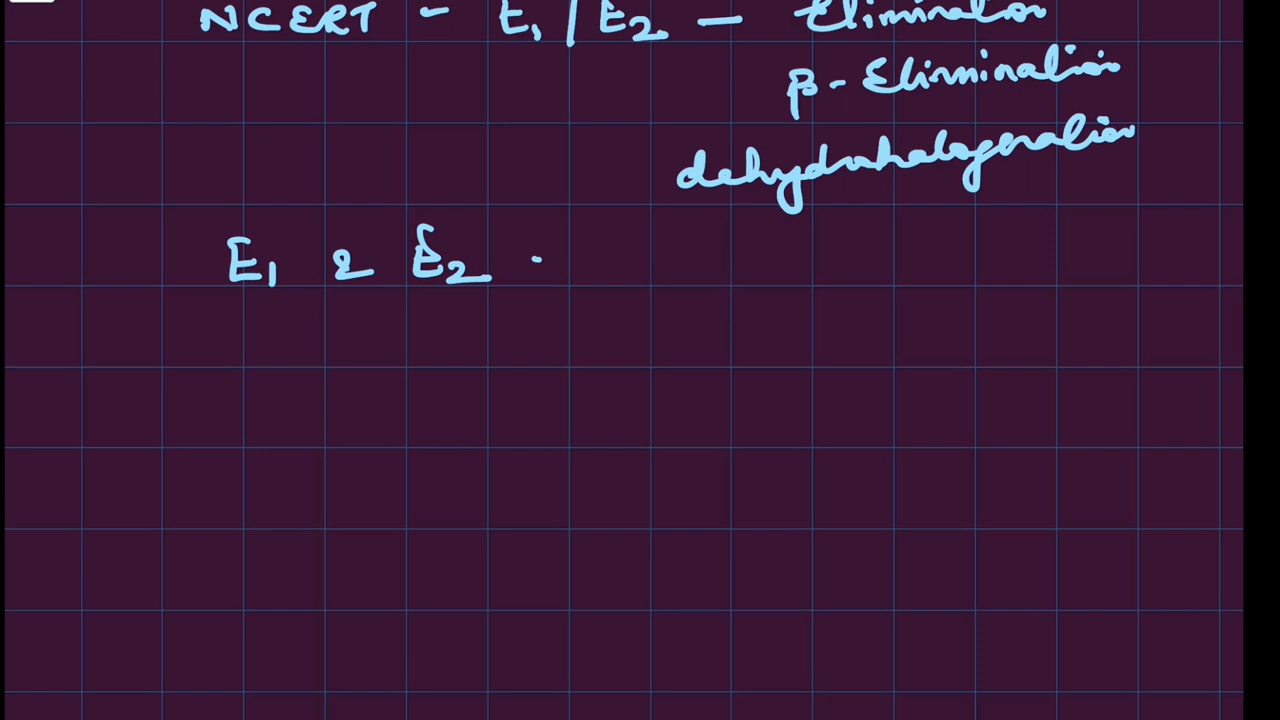 NCERT - E1/E2 - Elimination
β- Elimination
dehydrohalogenation
E1 & E2 -